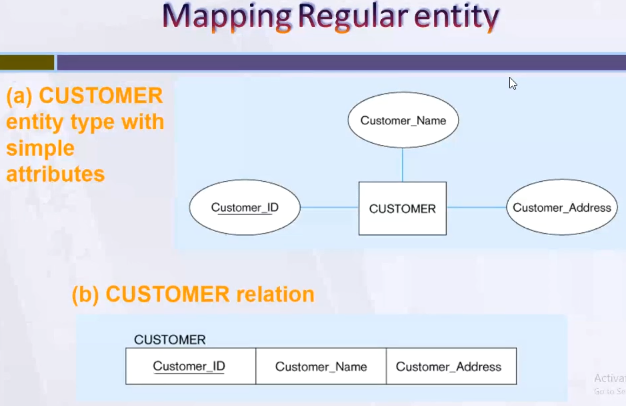 Mapping Regular entity
(a) CUSTOMER
entity type with
simple
attributes
Customer_Name
Customer_ID
CUSTOMER
Customer_Address
(b) CUSTOMER relation
CUSTOMER
Customer_ID
Customer_Name
Customer_Address
Activa
Go to Se